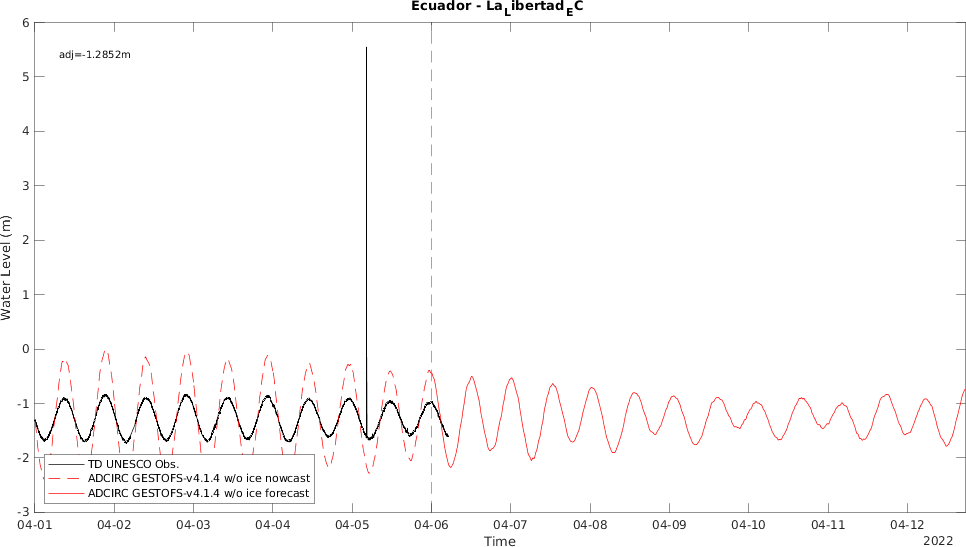 Ecuador - LaLibertadEC
6
adj=-1.2852m
5
4
3
2
1
0
-1
-2
-3
Water Level (m)
TD UNESCO Obs.
ADCIRC GESTOFS-v4.1.4 w/o ice nowcast
ADCIRC GESTOFS-v4.1.4 w/o ice forecast
04-01 04-02 04-03 04-04 04-05 04-06 04-07 04-08 04-09 04-10 04-11 04-12
Time
2022